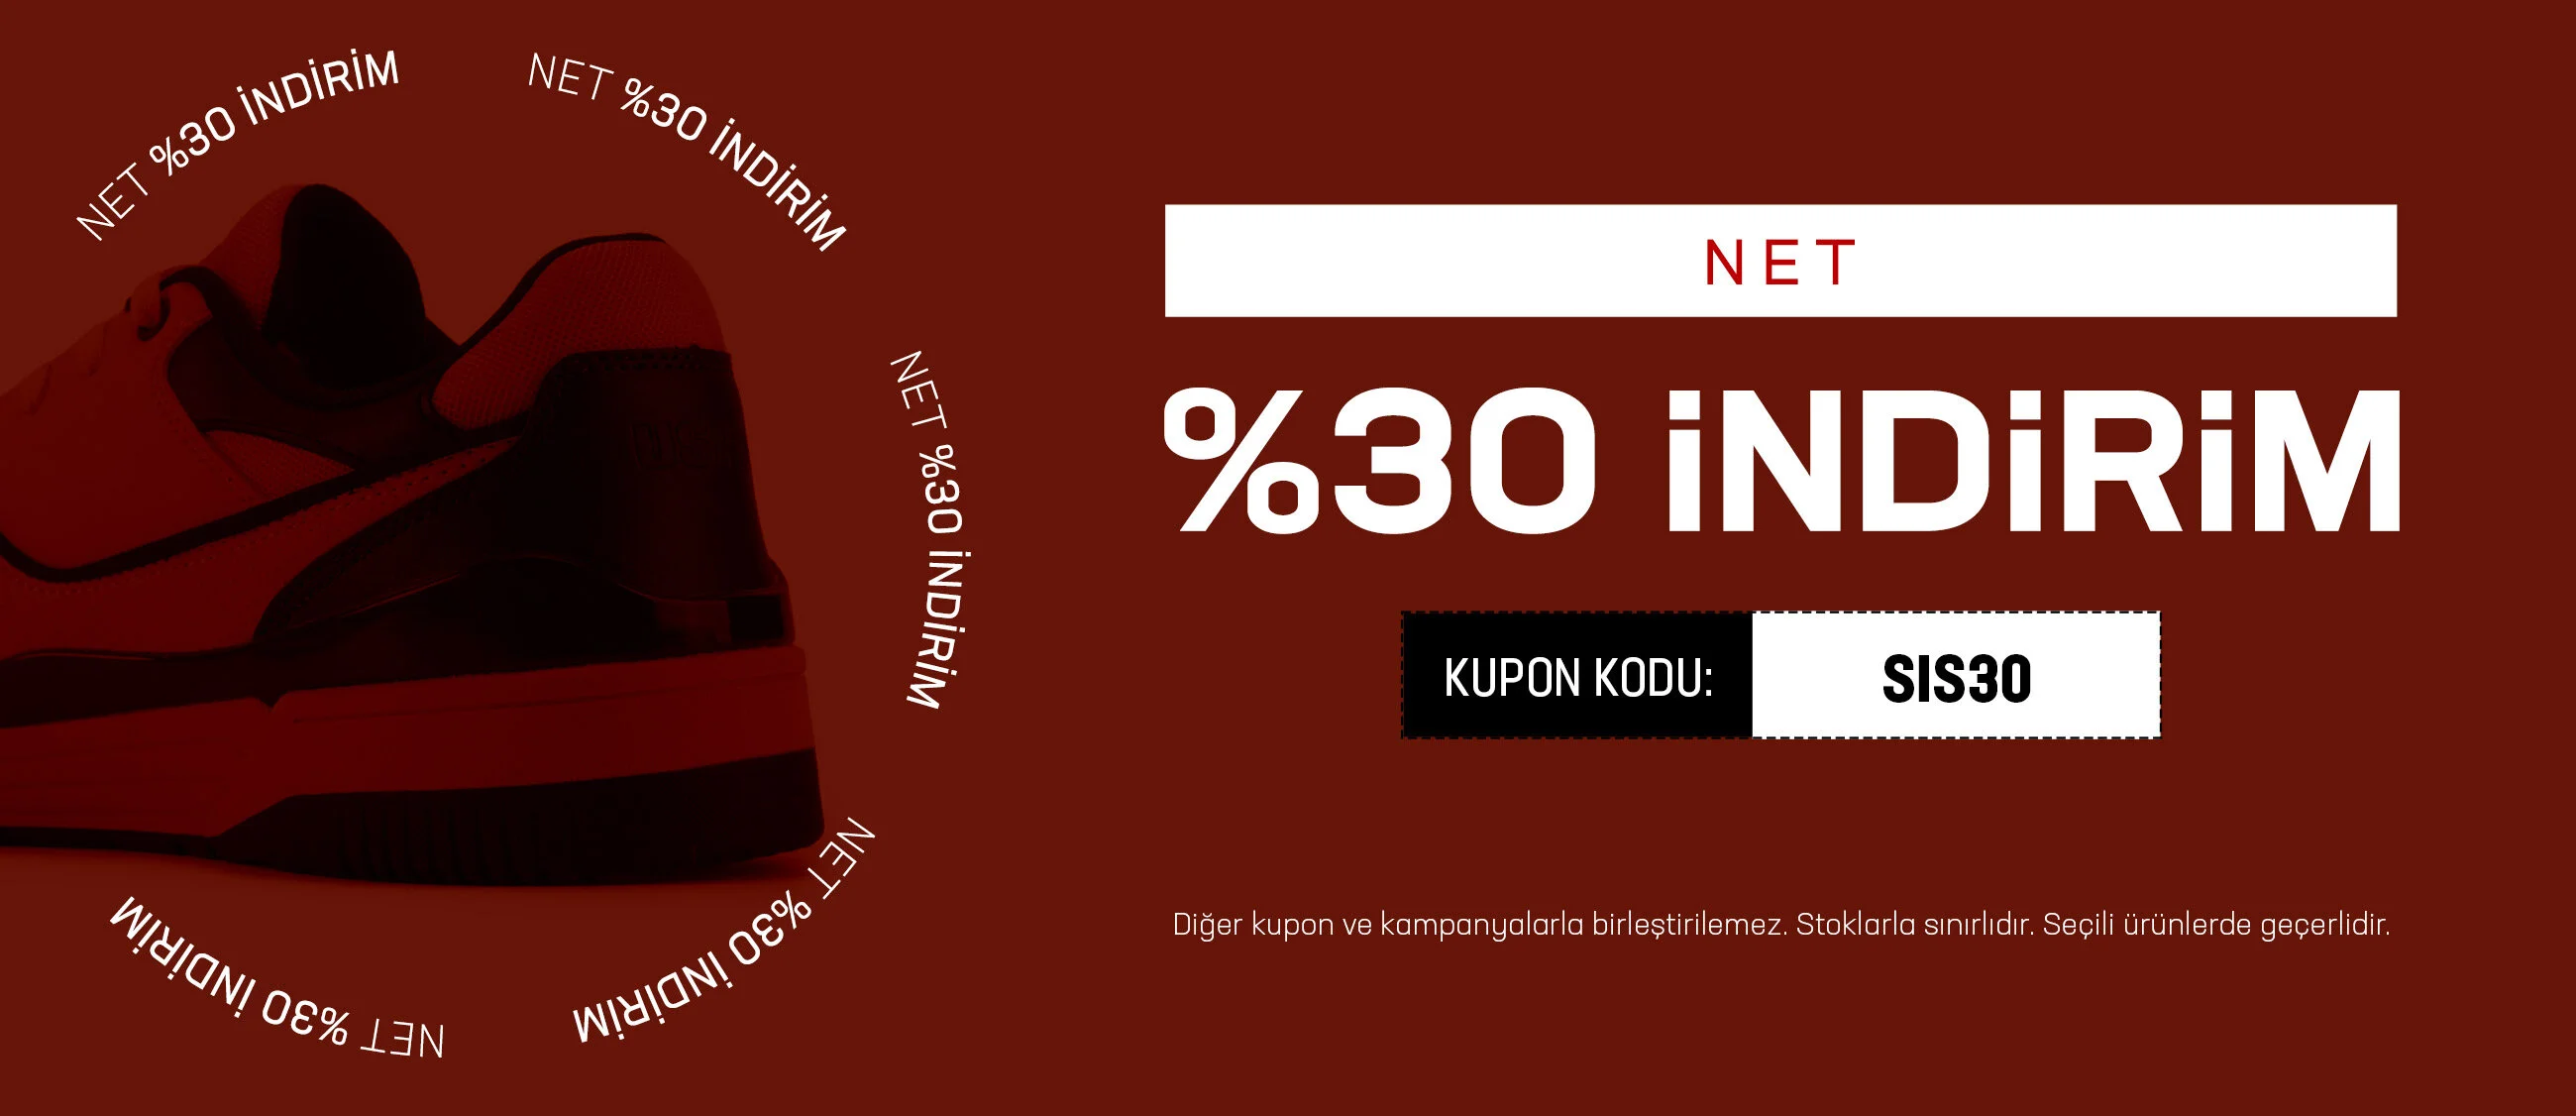 NET %30 İNDİRİM
NET %30 İNDİRİM
NET %30 İNDİRİM
NET %30 İNDİRİM
NET %30 İNDİRİM
NET
%30 İNDİRİM
KUPON KODU: SIS30
Diğer kupon ve kampanyalarla birleştirilemez. Stoklarla sınırlıdır. Seçili ürünlerde geçerlidir.